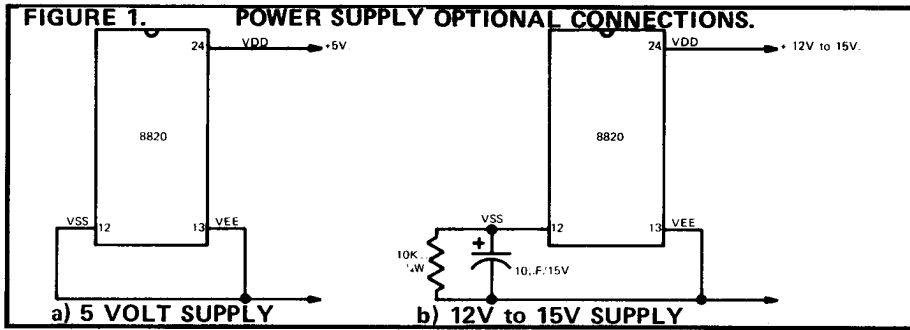 FIGURE 1. POWER SUPPLY OPTIONAL CONNECTIONS.
24 VDD +5V.
8820
VSS 12 13 VEE
a) 5 VOLT SUPPLY
24 VDD + 12V to 15V.
8820
VSS 12 13 VEE
10K
+
15V
b) 12V to 15V SUPPLY